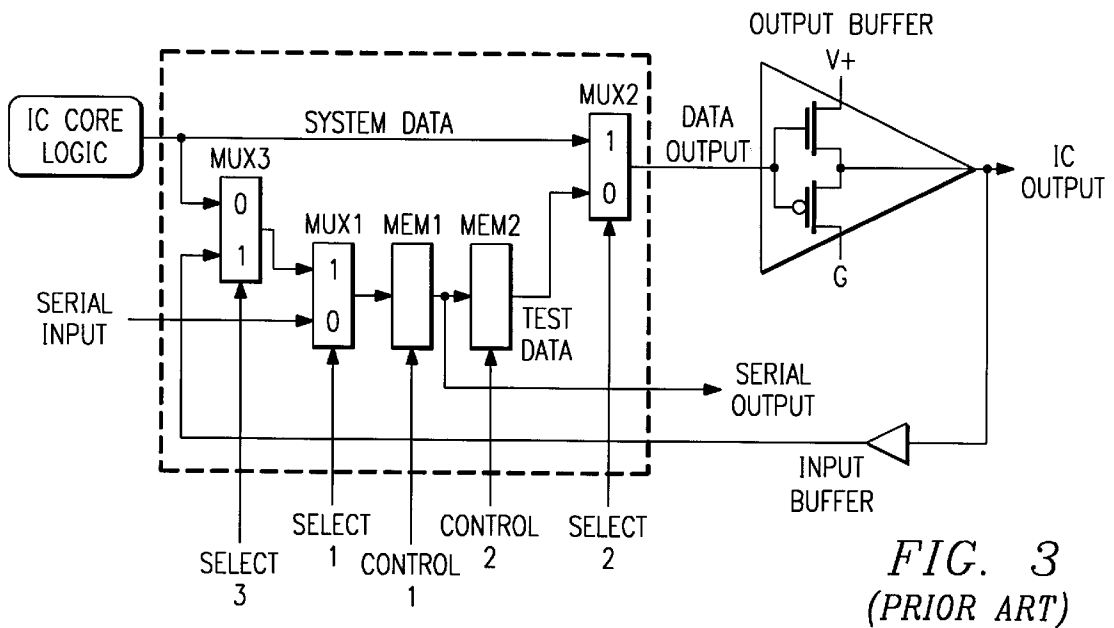 OUTPUT BUFFER
V+
IC CORE
LOGIC
SYSTEM DATA
MUX2
1
0
DATA
OUTPUT
IC
OUTPUT
G
MUX3
0
1
MUX1
1
0
MEM1
MEM2
SERIAL
INPUT
TEST
DATA
SERIAL
OUTPUT
INPUT
BUFFER
SELECT
3
SELECT
1
CONTROL
1
CONTROL
2
SELECT
2
FIG. 3
(PRIOR ART)